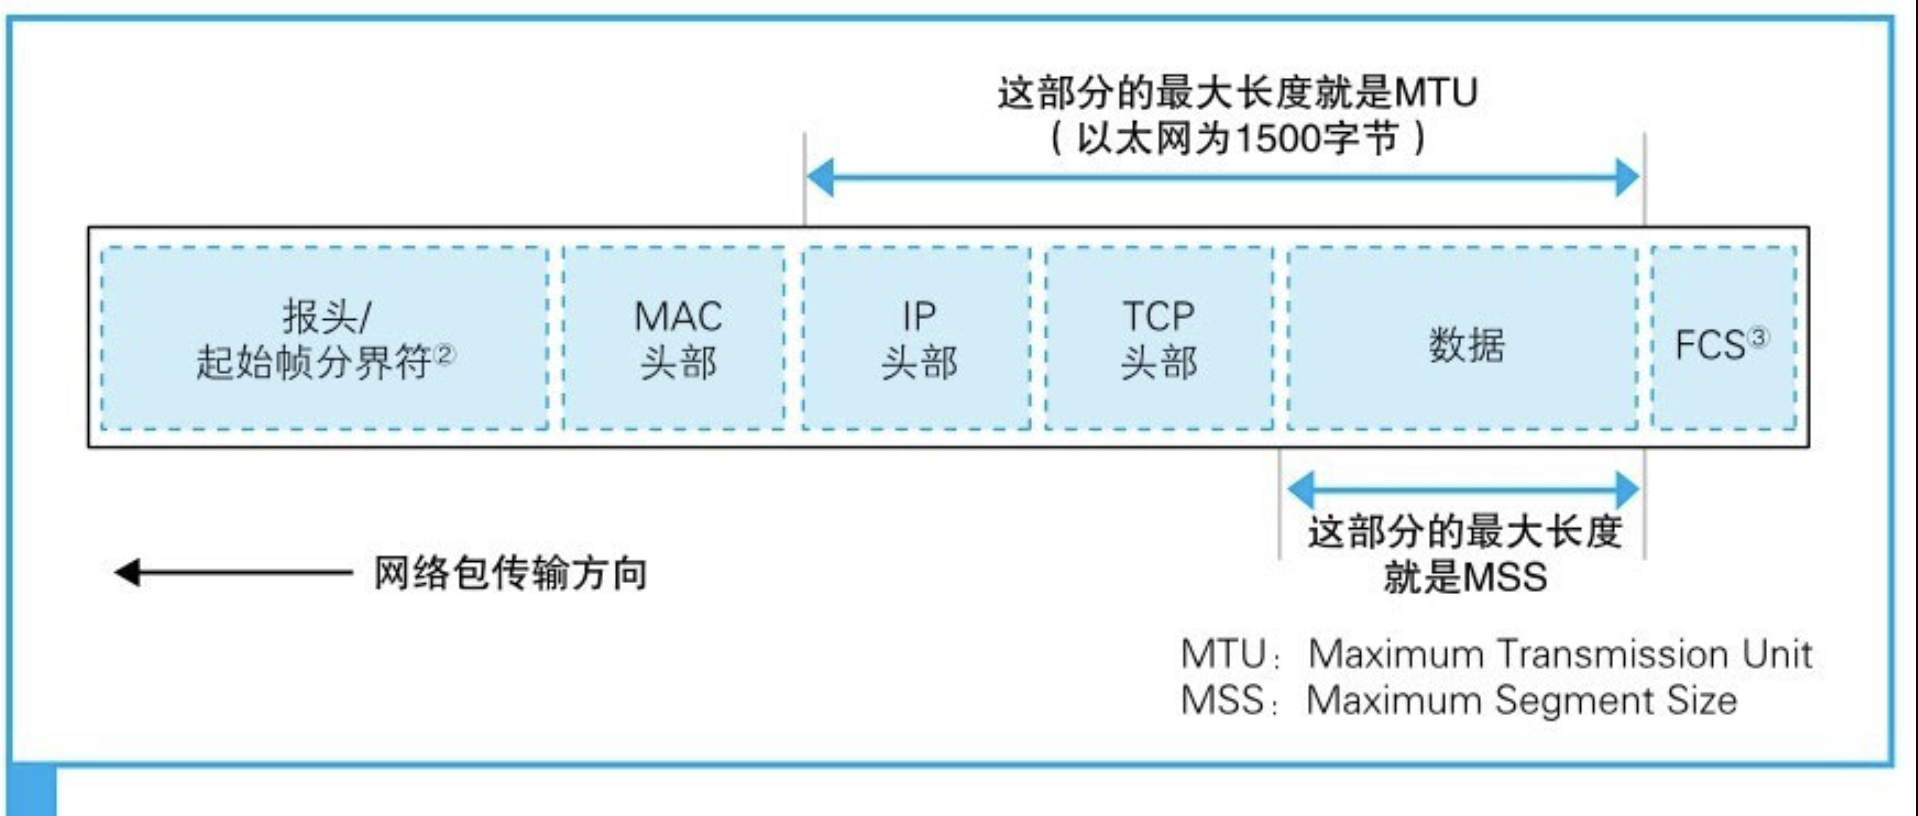 这部分的最大长度就是MTU
（以太网为1500字节）
报头/
起始帧分界符②
MAC
头部
IP
头部
TCP
头部
数据
FCS③
这部分的最大长度
就是MSS
网络包传输方向
MTU：Maximum Transmission Unit
MSS：Maximum Segment Size